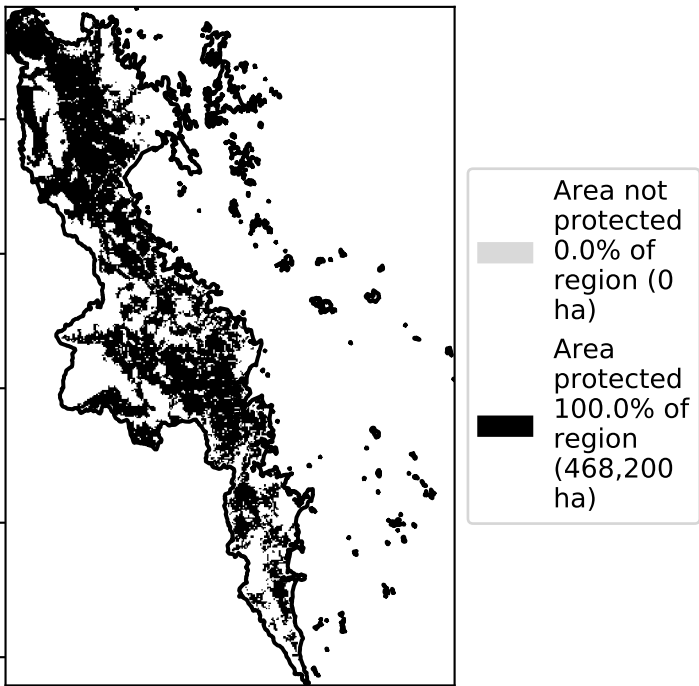 Area not
protected
0.0% of
region (0
ha)
Area
protected
100.0% of
region
(468,200
ha)